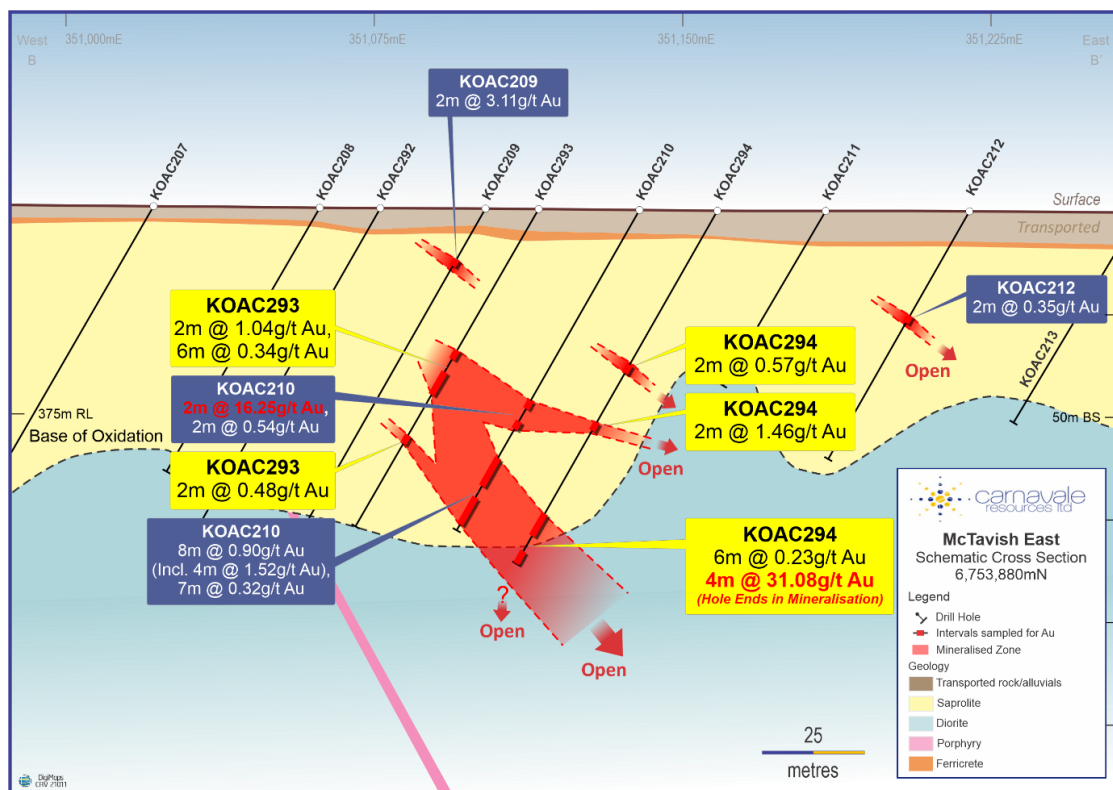 West
B
351,000mE
351,075mE
351,150mE
351,225mE
East
B'
KOAC209
2m @ 3.11g/t Au
KOAC207
KOAC208
KOAC292
KOAC209
KOAC293
KOAC210
KOAC294
KOAC211
KOAC212
Surface
Transported
KOAC293
2m @ 1.04g/t Au,
6m @ 0.34g/t Au
KOAC212
2m @ 0.35g/t Au
KOAC213
Open
KOAC294
2m @ 0.57g/t Au
KOAC210
2m @ 16.25g/t Au,
2m @ 0.54g/t Au
KOAC294
2m @ 1.46g/t Au
375m RL
50m BS
Base of Oxidation
Open
KOAC293
2m @ 0.48g/t Au
KOAC210
8m @ 0.90g/t Au
(Incl. 4m @ 1.52g/t Au),
7m @ 0.32g/t Au
KOAC294
6m @ 0.23g/t Au
4m @ 31.08g/t Au
(Hole Ends in Mineralisation)
?
Open
Open
carnavale
resources ltd
McTavish East
Schematic Cross Section
6,753,880mN
Legend
Drill Hole
Intervals sampled for Au
Mineralised Zone
Geology
Transported rock/alluvials
Saprolite
Diorite
Porphyry
Ferricrete
25
metres
DigiMaps
CAV 21011